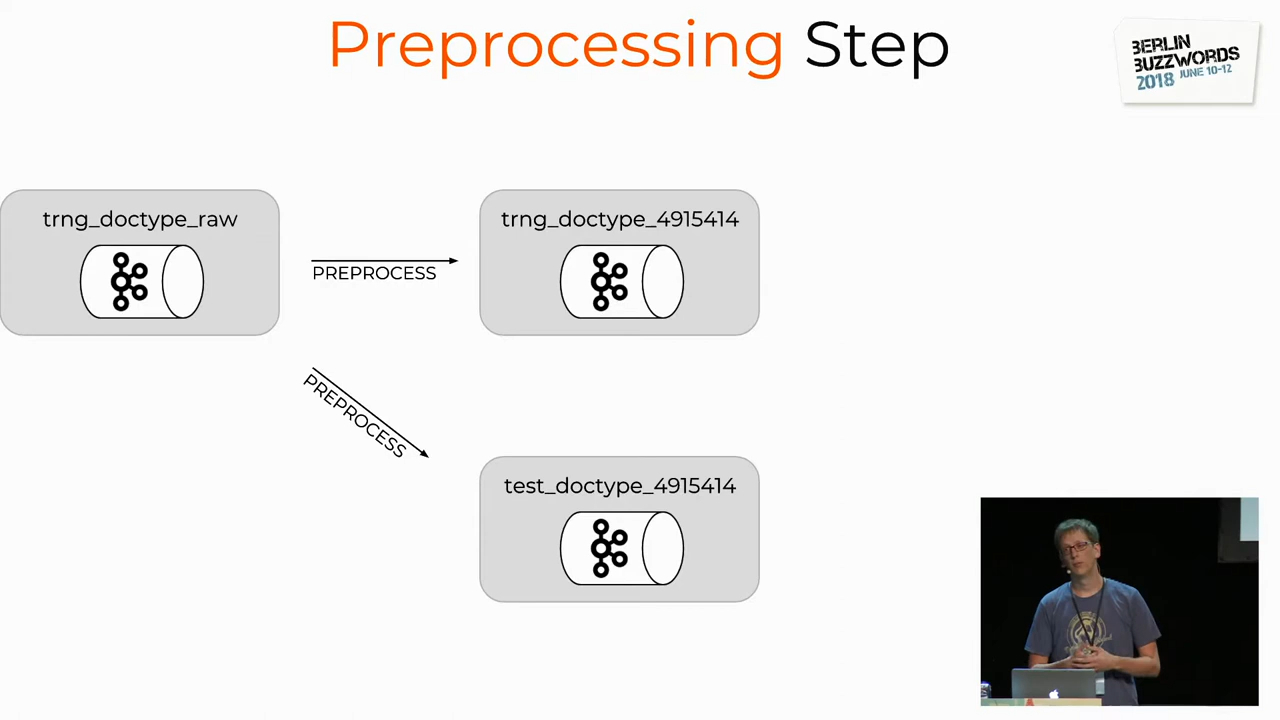 Preprocessing Step
BERLIN
BUZZWORDS
2018 JUNE 10-12
trng_doctype_raw
PREPROCESS
trng_doctype_4915414
PREPROCESS
test_doctype_4915414